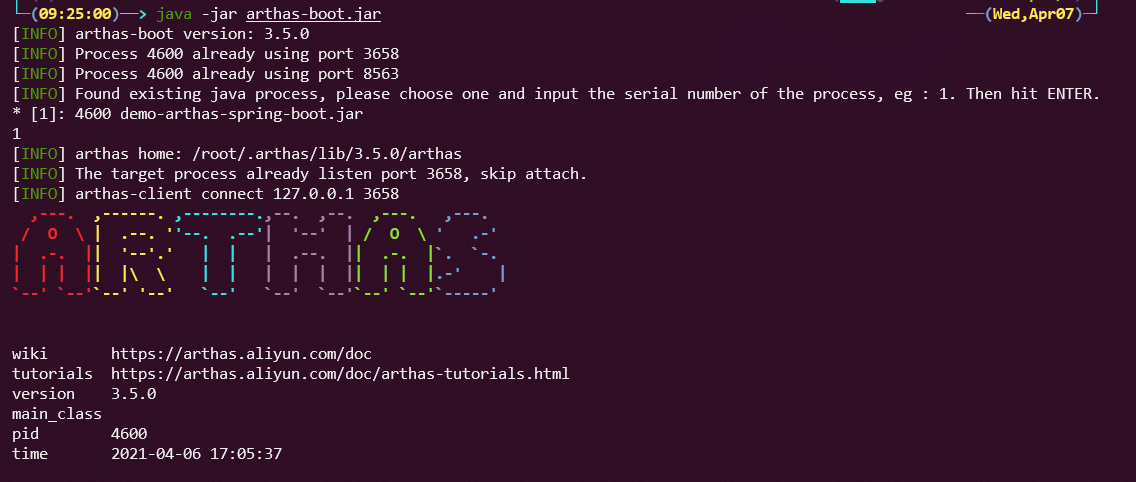 (09:25:00)──> java -jar arthas-boot.jar ──(Wed,Apr07)
[INFO] arthas-boot version: 3.5.0
[INFO] Process 4600 already using port 3658
[INFO] Process 4600 already using port 8563
[INFO] Found existing java process, please choose one and input the serial number of the process, eg : 1. Then hit ENTER.
* [1]: 4600 demo-arthas-spring-boot.jar
1
[INFO] arthas home: /root/.arthas/lib/3.5.0/arthas
[INFO] The target process already listen port 3658, skip attach.
[INFO] arthas-client connect 127.0.0.1 3658
ARTHAS
wiki https://arthas.aliyun.com/doc
tutorials https://arthas.aliyun.com/doc/arthas-tutorials.html
version 3.5.0
main_class
pid 4600
time 2021-04-06 17:05:37